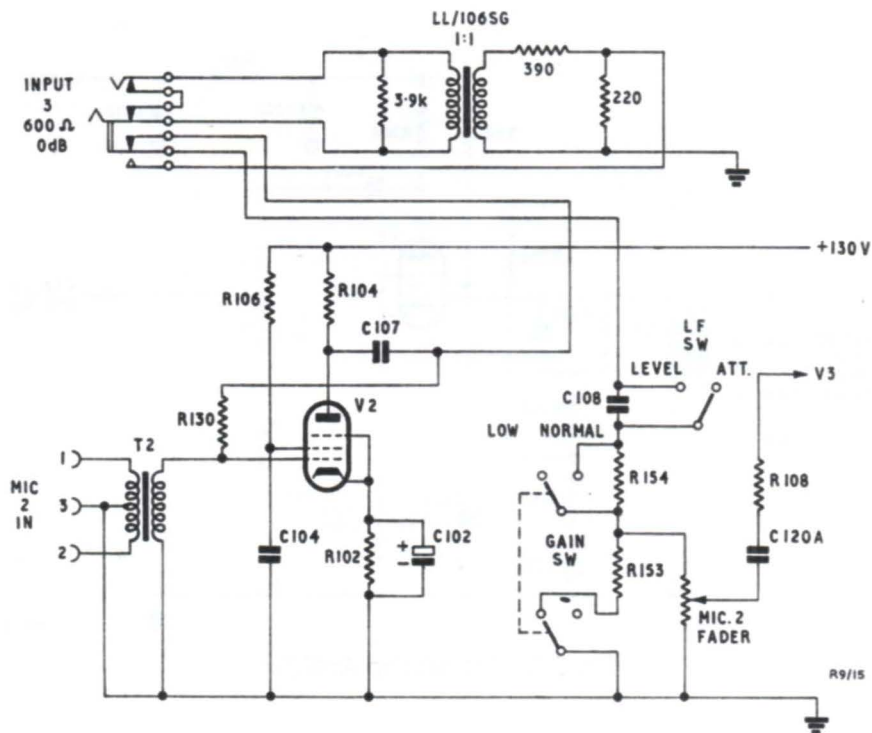 LL/106SG
1:1
INPUT
3
600 Ω
0dB
3·9k
390
220
+130V
R106
R104
C107
LF
SW
LEVEL
ATT.
V3
R130
V2
C108
LOW
NORMAL
T2
1
MIC
2
IN
3
2
R154
R108
C104
R102
+
−
C102
GAIN
SW
R153
C120A
MIC. 2
FADER
R9/15